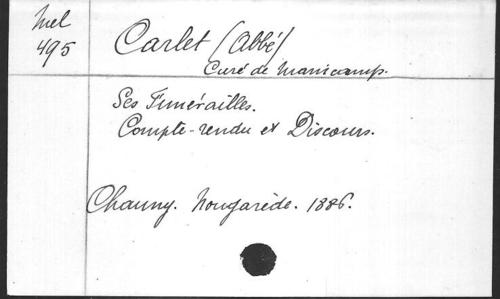 Mel
495
Carlet (Abbé)
Curé de Manicamp.
Ses Funérailles.
Compte-rendu et Discours.
Chauny. Nougarède. 1886.